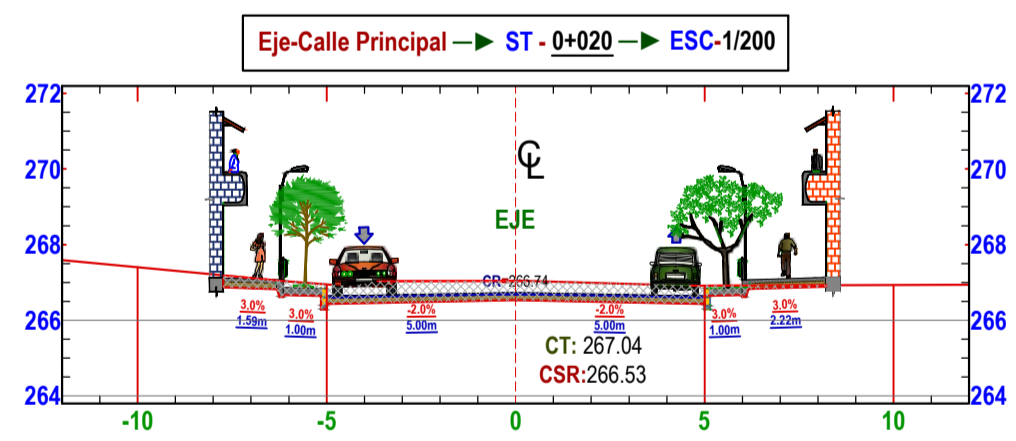 Eje-Calle Principal ST - 0+020 ESC-1/200
272 272
270 270
CL
EJE
268 268
CR=266.74
3.0% 3.0% -2.0% -2.0% 3.0% 3.0%
1.59m 1.00m 5.00m 5.00m 1.00m 2.22m
266 266
CT: 267.04
CSR:266.53
264 264
-10 -5 0 5 10